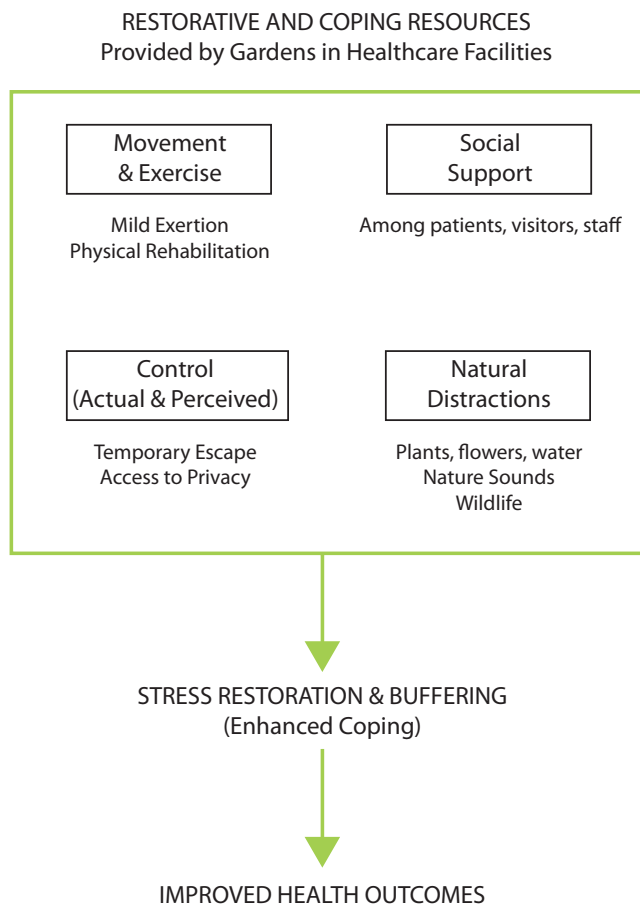 RESTORATIVE AND COPING RESOURCES
Provided by Gardens in Healthcare Facilities
Movement
& Exercise
Mild Exertion
Physical Rehabilitation
Social
Support
Among patients, visitors, staff
Control
(Actual & Perceived)
Temporary Escape
Access to Privacy
Natural
Distractions
Plants, flowers, water
Nature Sounds
Wildlife
STRESS RESTORATION & BUFFERING
(Enhanced Coping)
IMPROVED HEALTH OUTCOMES